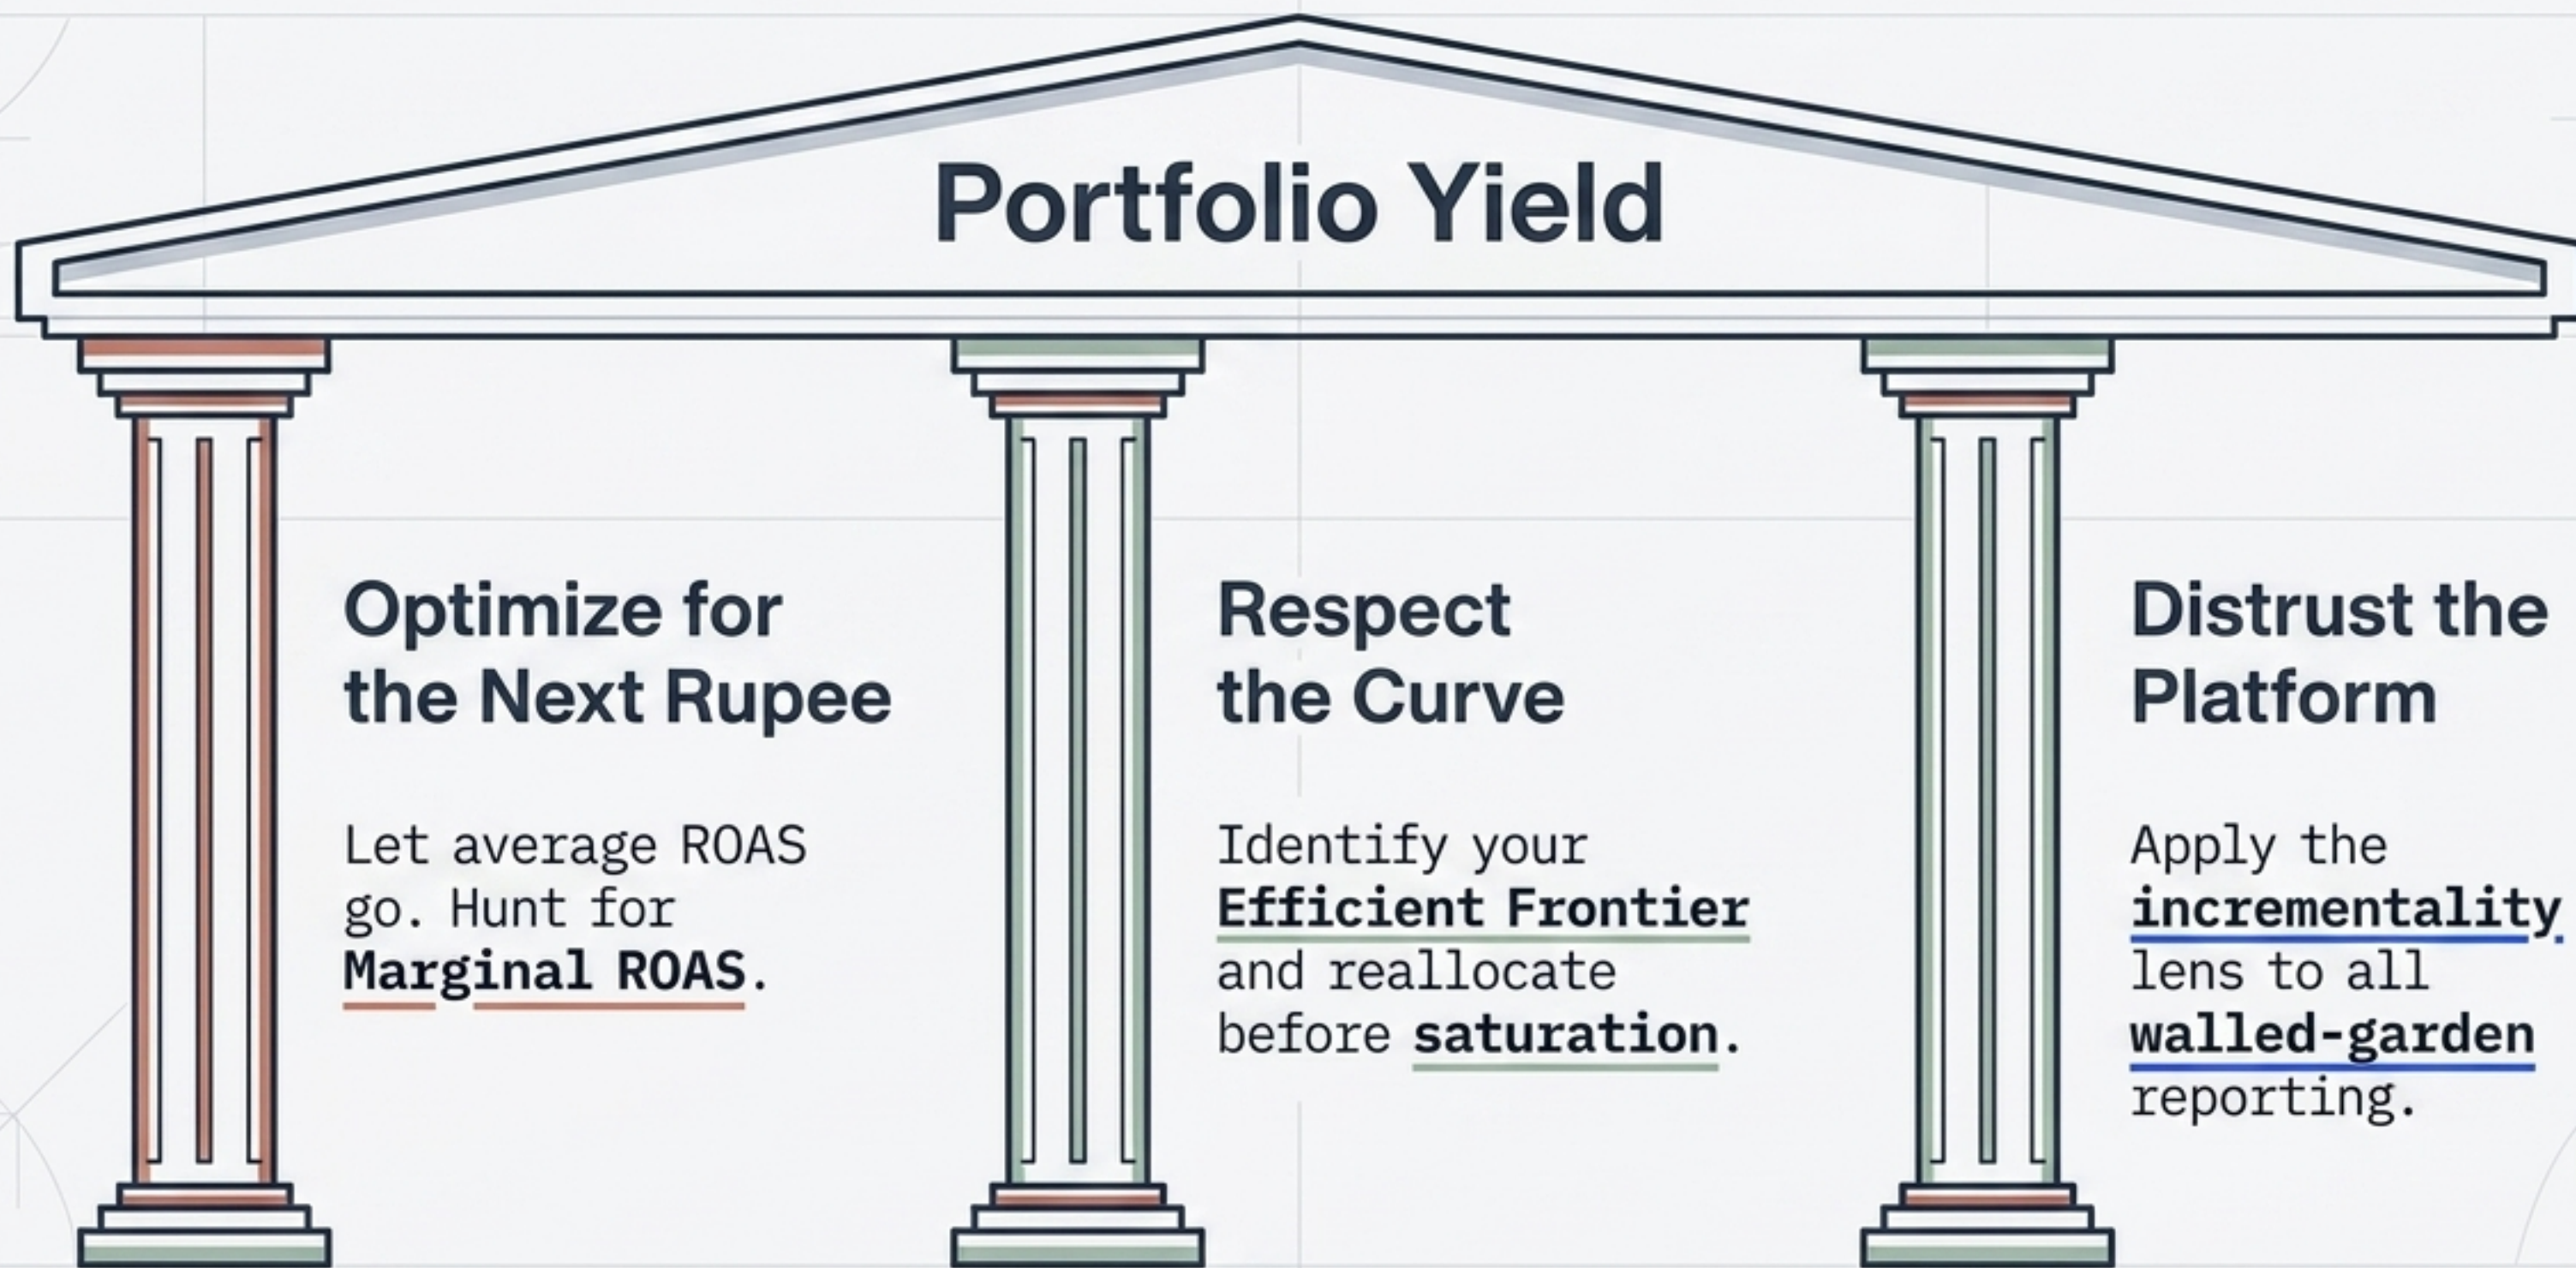 Portfolio Yield
Optimize for
the Next Rupee
Let average ROAS
go. Hunt for
Marginal ROAS.
Respect
the Curve
Identify your
Efficient Frontier
and reallocate
before saturation.
Distrust the
Platform
Apply the
incrementality
lens to all
walled-garden
reporting.